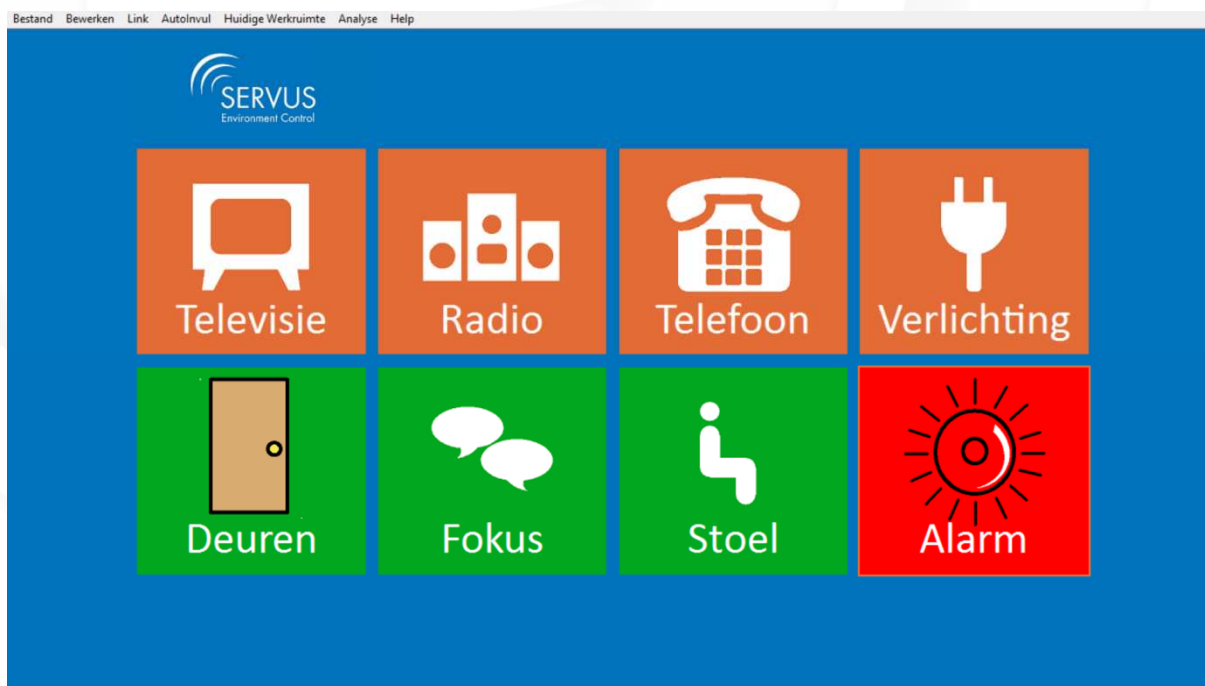 Bestand Bewerken Link AutoInvul Huidige Werkruimte Analyse Help
SERVUS
Environment Control
Televisie Radio Telefoon Verlichting
Deuren Fokus Stoel Alarm